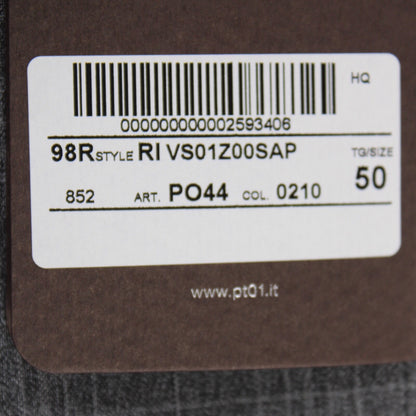 HQ
000000000002593406
98R STYLE RI VS01Z00SAP TG/SIZE
852 ART. PO44 COL. 0210 50
www.pt01.it